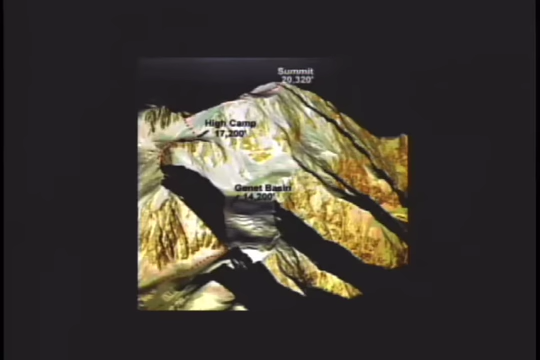 Summit
20,320'
High Camp
17,200'
Genet Basin
14,200'